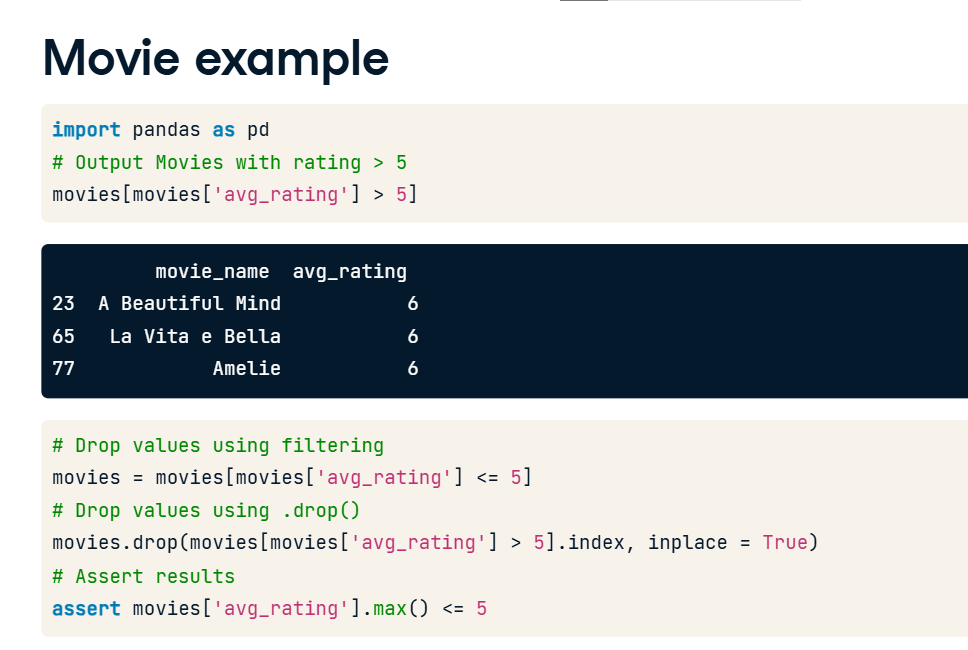 Movie example
import pandas as pd
# Output Movies with rating > 5
movies[movies['avg_rating'] > 5]
movie_name  avg_rating
23  A Beautiful Mind           6
65   La Vita e Bella           6
77            Amelie           6
# Drop values using filtering
movies = movies[movies['avg_rating'] <= 5]
# Drop values using .drop()
movies.drop(movies[movies['avg_rating'] > 5].index, inplace = True)
# Assert results
assert movies['avg_rating'].max() <= 5